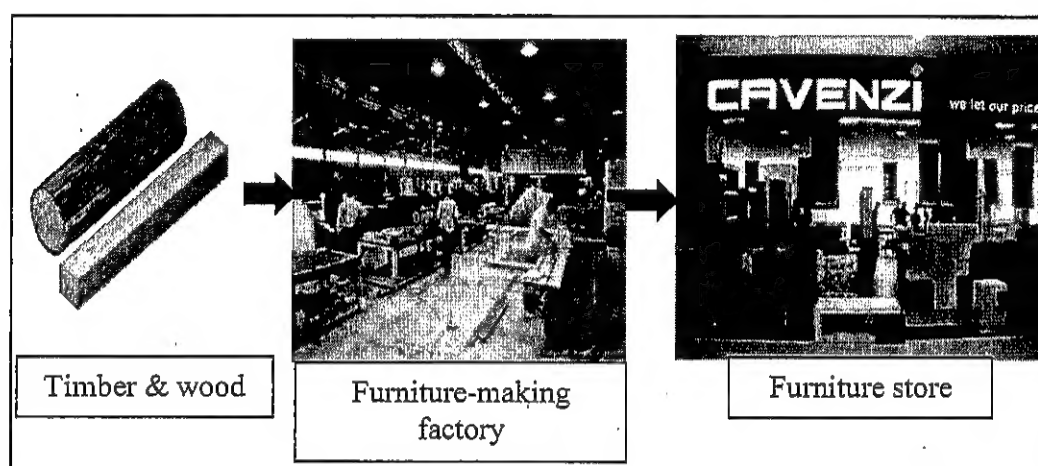 CAVENZI
we let our price
Timber & wood
Furniture-making
factory
Furniture store